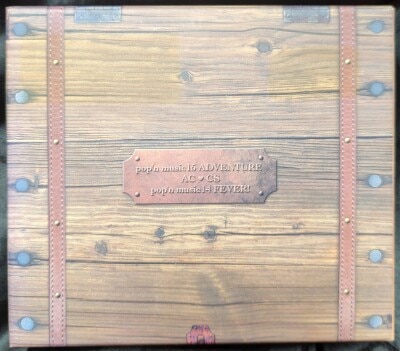 pop'n music 15 ADVENTURE
AC ♥ CS
pop'n music 14 FEVER!